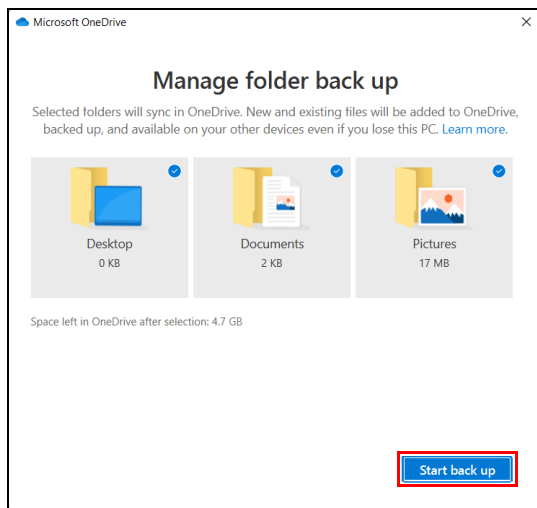 Microsoft OneDrive
Manage folder back up
Selected folders will sync in OneDrive. New and existing files will be added to OneDrive,
backed up, and available on your other devices even if you lose this PC. Learn more.
Desktop
0 KB
Documents
2 KB
Pictures
17 MB
Space left in OneDrive after selection: 4.7 GB
Start back up